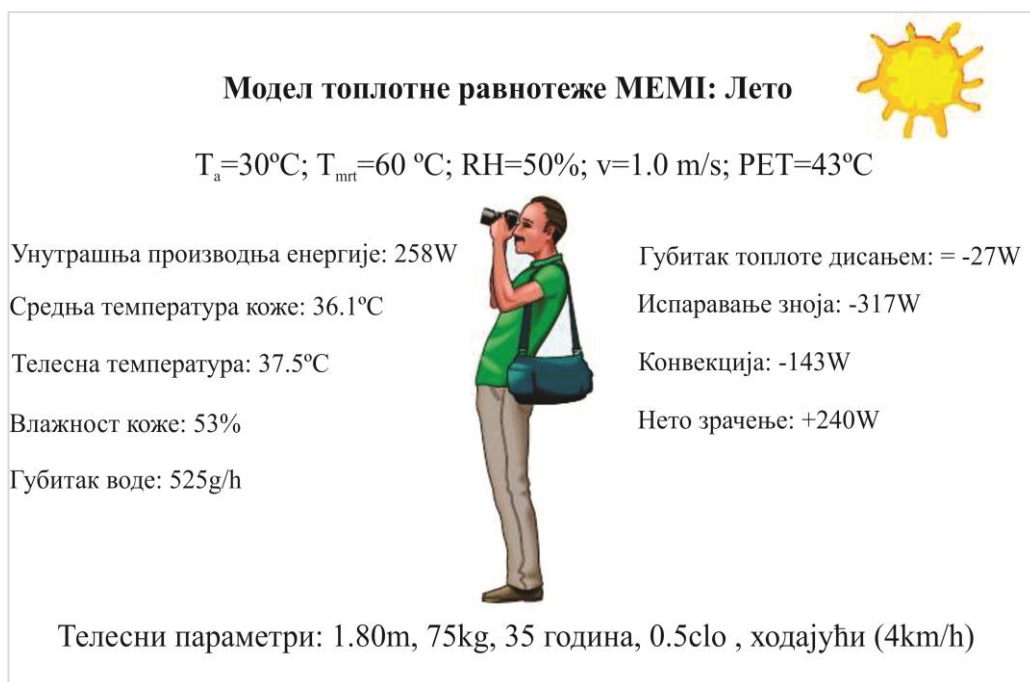 Модел топлотне равнотеже MEMI: Лето
Ta=30ºC; Tmrt=60 ºC; RH=50%; v=1.0 m/s; PET=43ºC
Унутрашња производња енергије: 258W
Средња температура коже: 36.1ºC
Телесна температура: 37.5ºC
Влажност коже: 53%
Губитак воде: 525g/h
Губитак топлоте дисањем: = -27W
Испаравање зноја: -317W
Конвекција: -143W
Нето зрачење: +240W
Телесни параметри: 1.80m, 75kg, 35 година, 0.5clo , ходајући (4km/h)